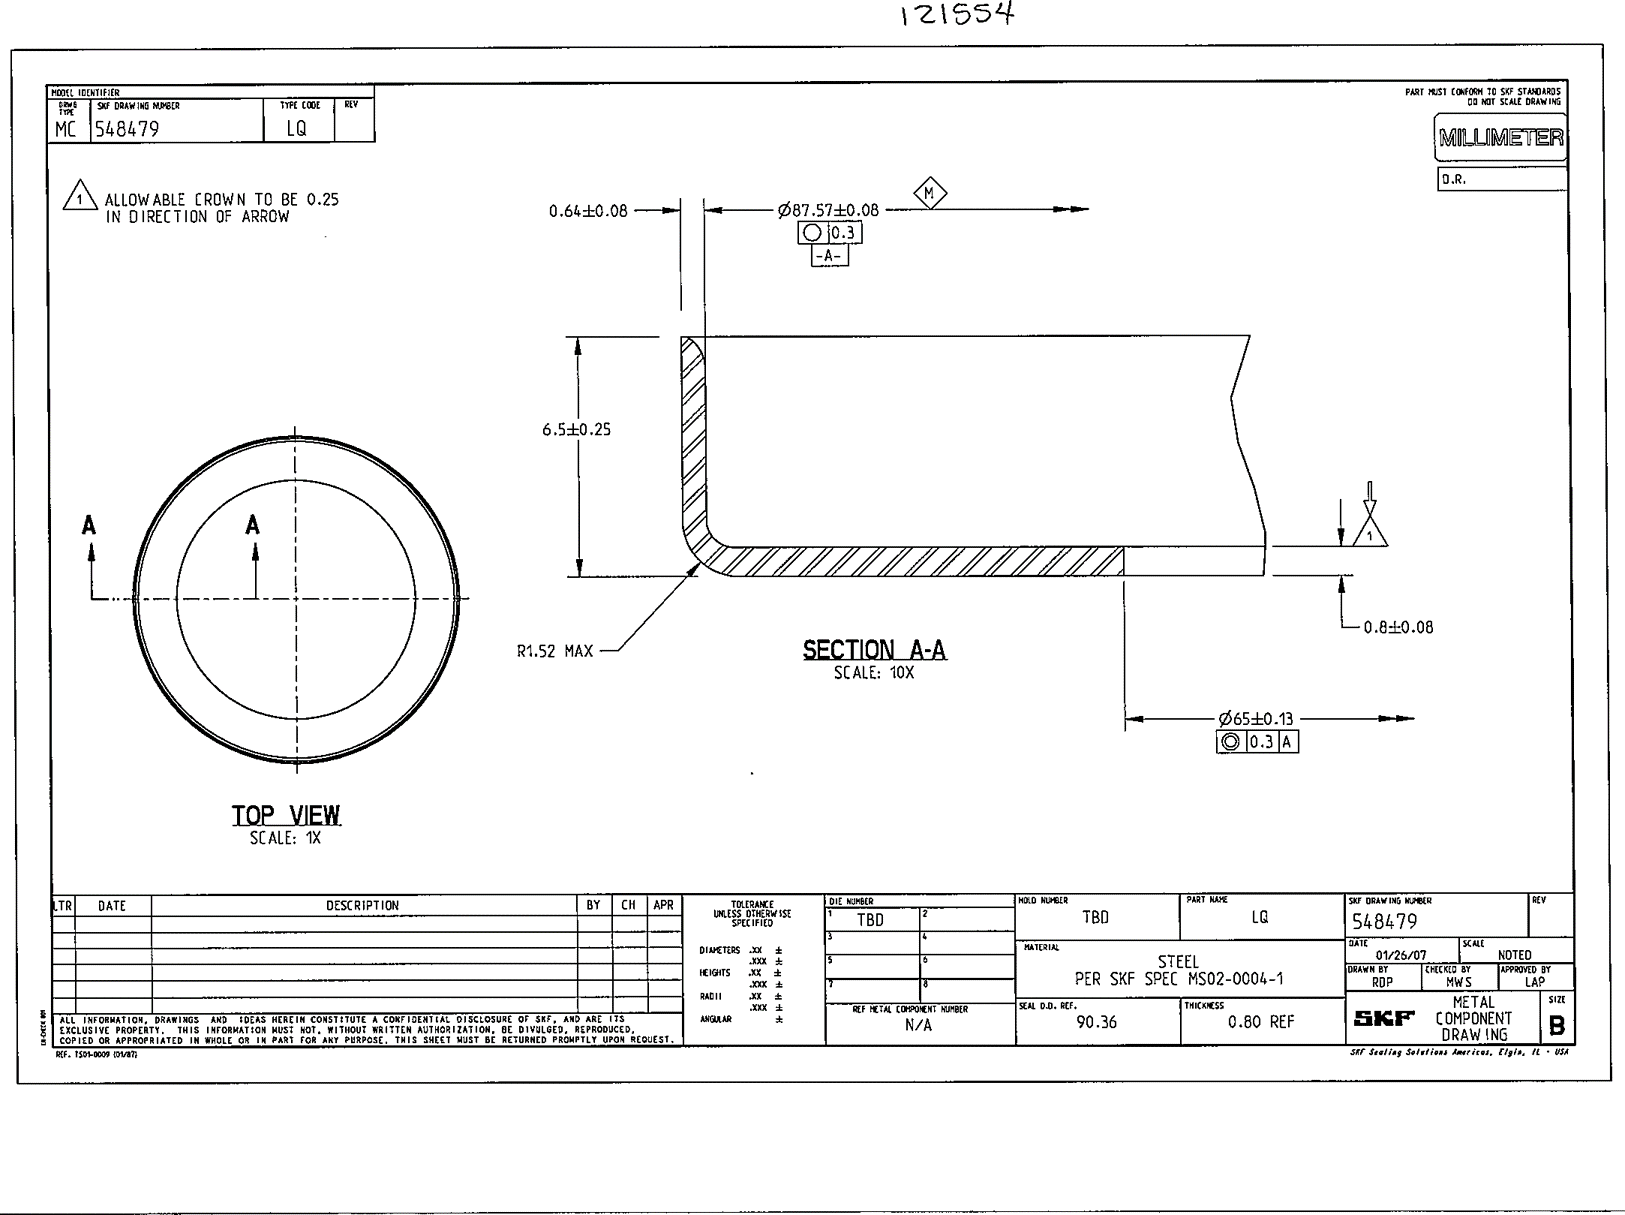 121554
MODEL IDENTIFIER
DRWG TYPE
SKF DRAWING NUMBER
TYPE CODE
REV
MC
548479
LQ
PART MUST CONFORM TO SKF STANDARDS
DO NOT SCALE DRAWING
MILLIMETER
D.R.
1
ALLOWABLE CROWN TO BE 0.25
IN DIRECTION OF ARROW
0.64±0.08
Ø87.57±0.08
M
0.3
-A-
6.5±0.25
A
A
1
R1.52 MAX
0.8±0.08
SECTION A-A
SCALE: 10X
Ø65±0.13
0.3 A
TOP VIEW
SCALE: 1X
LTR DATE DESCRIPTION BY CH APR
TOLERANCE
UNLESS OTHERWISE
SPECIFIED
DIAMETERS .XX ±
.XXX ±
HEIGHTS .XX ±
.XXX ±
RADII .XX ±
.XXX ±
ANGULAR ±
DIE NUMBER
1 TBD 2
3 4
5 6
7 8
REF METAL COMPONENT NUMBER
N/A
MOLD NUMBER
TBD
PART NAME
LQ
MATERIAL
STEEL
PER SKF SPEC MS02-0004-1
SEAL O.D. REF.
90.36
THICKNESS
0.80 REF
SKF DRAWING NUMBER
548479
REV
DATE
01/26/07
SCALE
NOTED
DRAWN BY
RDP
CHECKED BY
MWS
APPROVED BY
LAP
SKF
METAL
COMPONENT
DRAWING
SIZE
B
ALL INFORMATION, DRAWINGS AND IDEAS HEREIN CONSTITUTE A CONFIDENTIAL DISCLOSURE OF SKF, AND ARE ITS
EXCLUSIVE PROPERTY. THIS INFORMATION MUST NOT, WITHOUT WRITTEN AUTHORIZATION, BE DIVULGED, REPRODUCED,
COPIED OR APPROPRIATED IN WHOLE OR IN PART FOR ANY PURPOSE. THIS SHEET MUST BE RETURNED PROMPTLY UPON REQUEST.
REF. TS01-0009 (01/87)
SKF Sealing Solutions Americas, Elgin, IL - USA